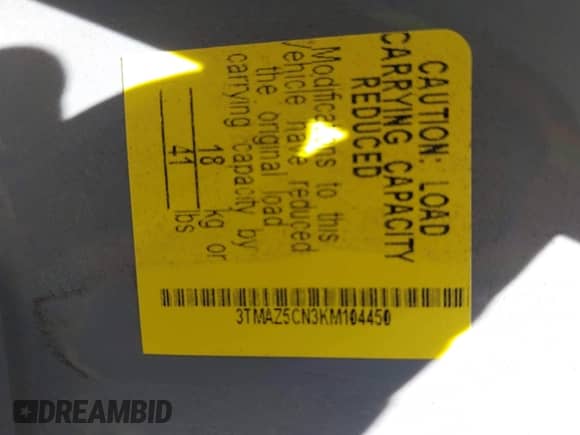 CAUTION: LOAD
CARRYING CAPACITY
REDUCED
Modifications to this
vehicle have reduced
the original load
carrying capacity by
18 kg or
41 lbs
3TMAZ5CN3KM104450
DREAMBID